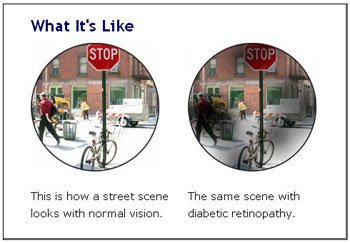 What It's Like
STOP STOP
This is how a street scene
looks with normal vision.
The same scene with
diabetic retinopathy.